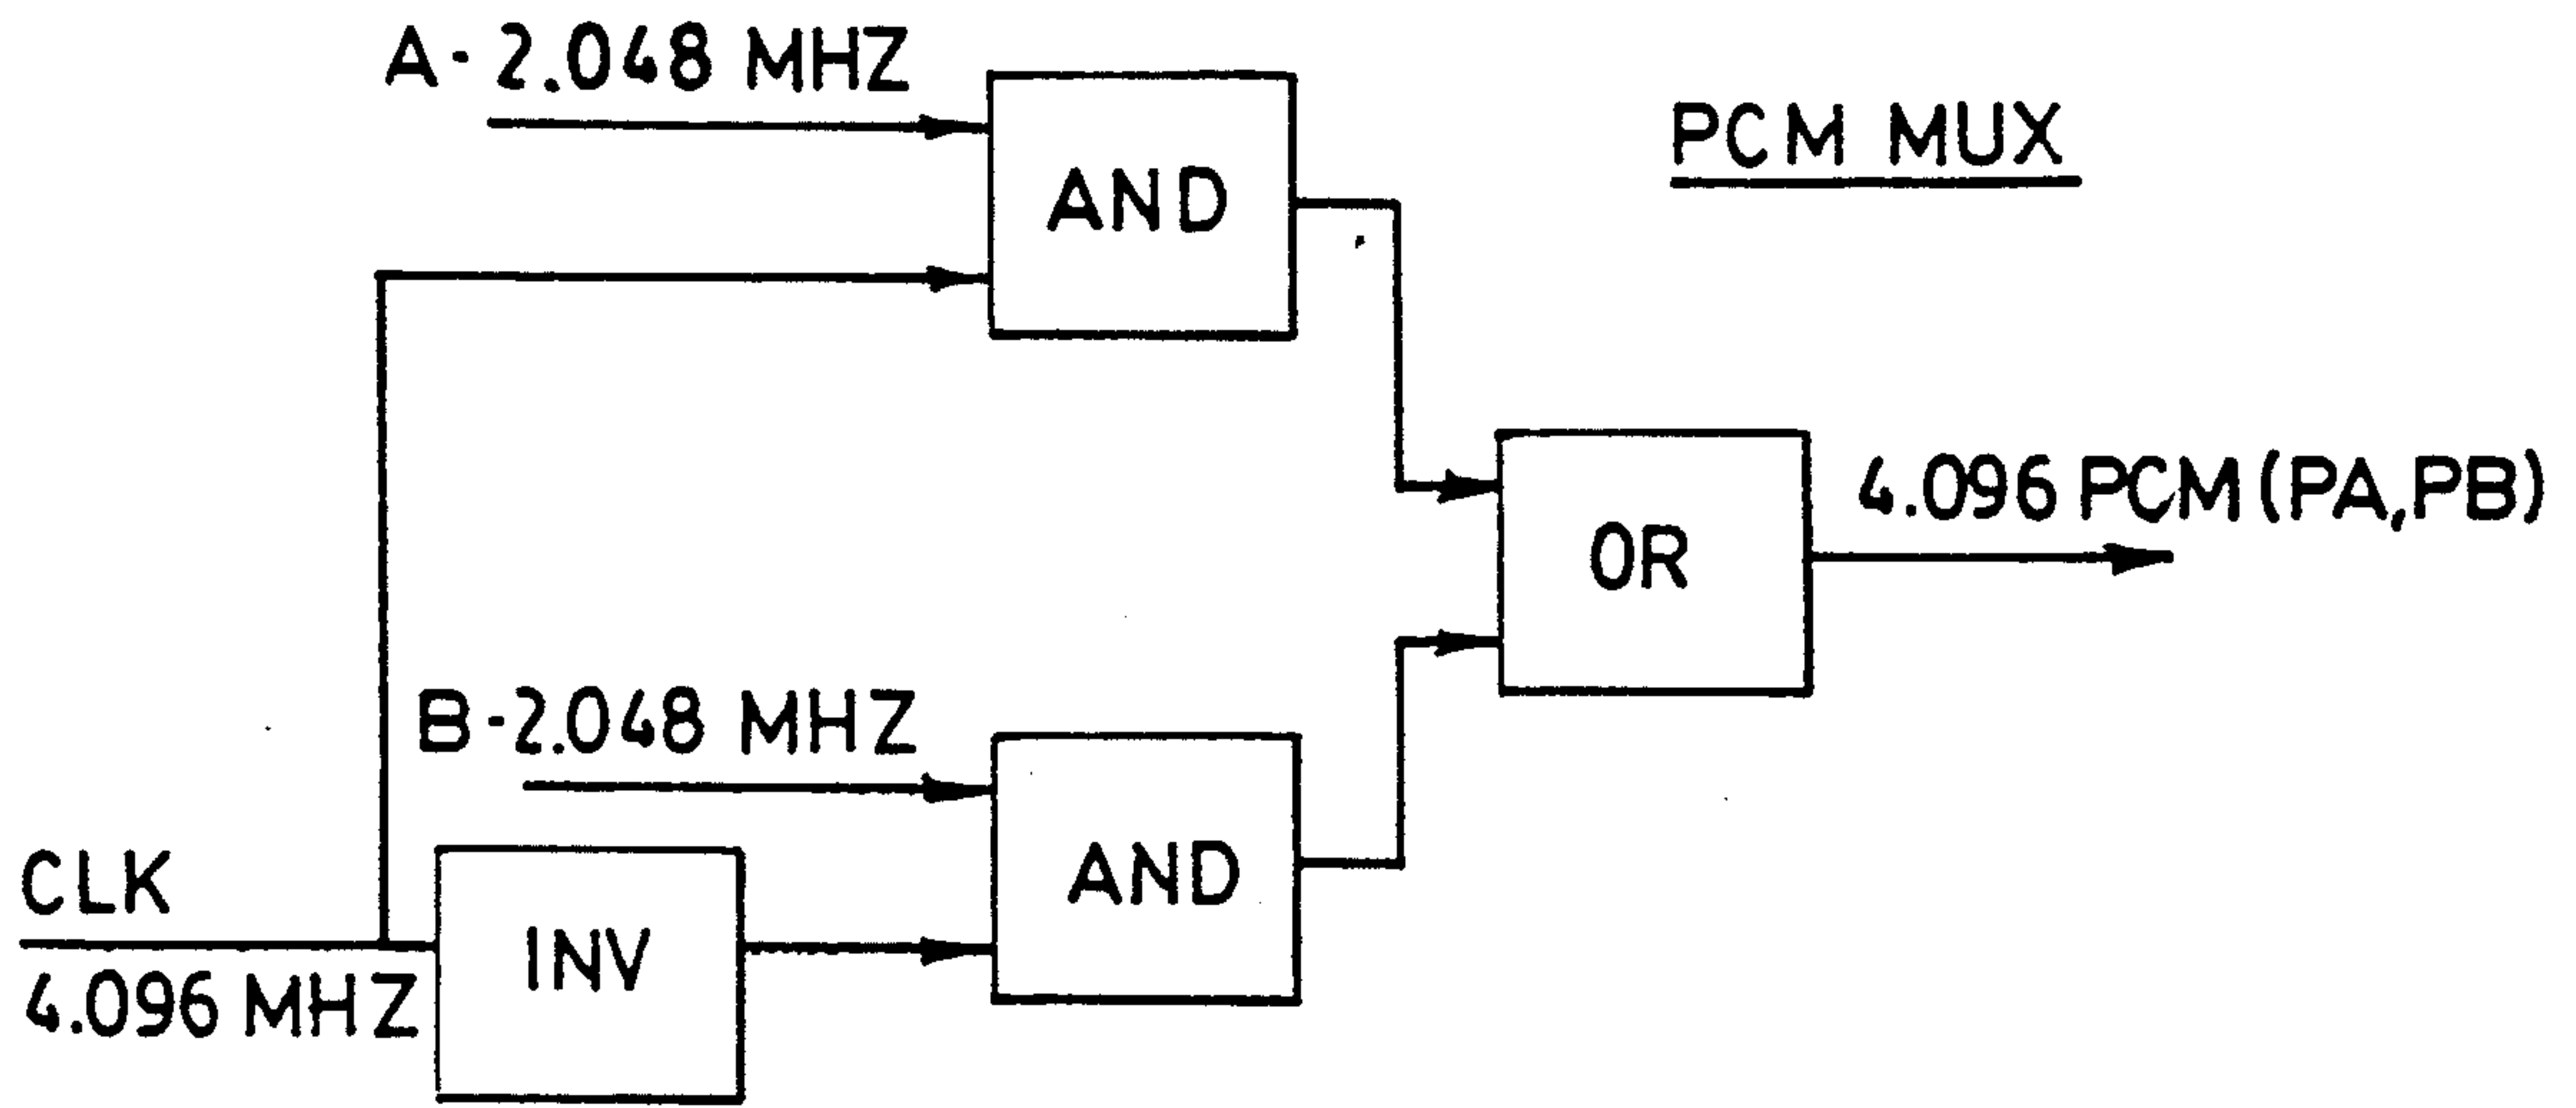 A- 2.048 MHZ
PCM MUX
AND
4.096 PCM (PA,PB)
OR
B-2.048 MHZ
AND
CLK
INV
4.096 MHZ